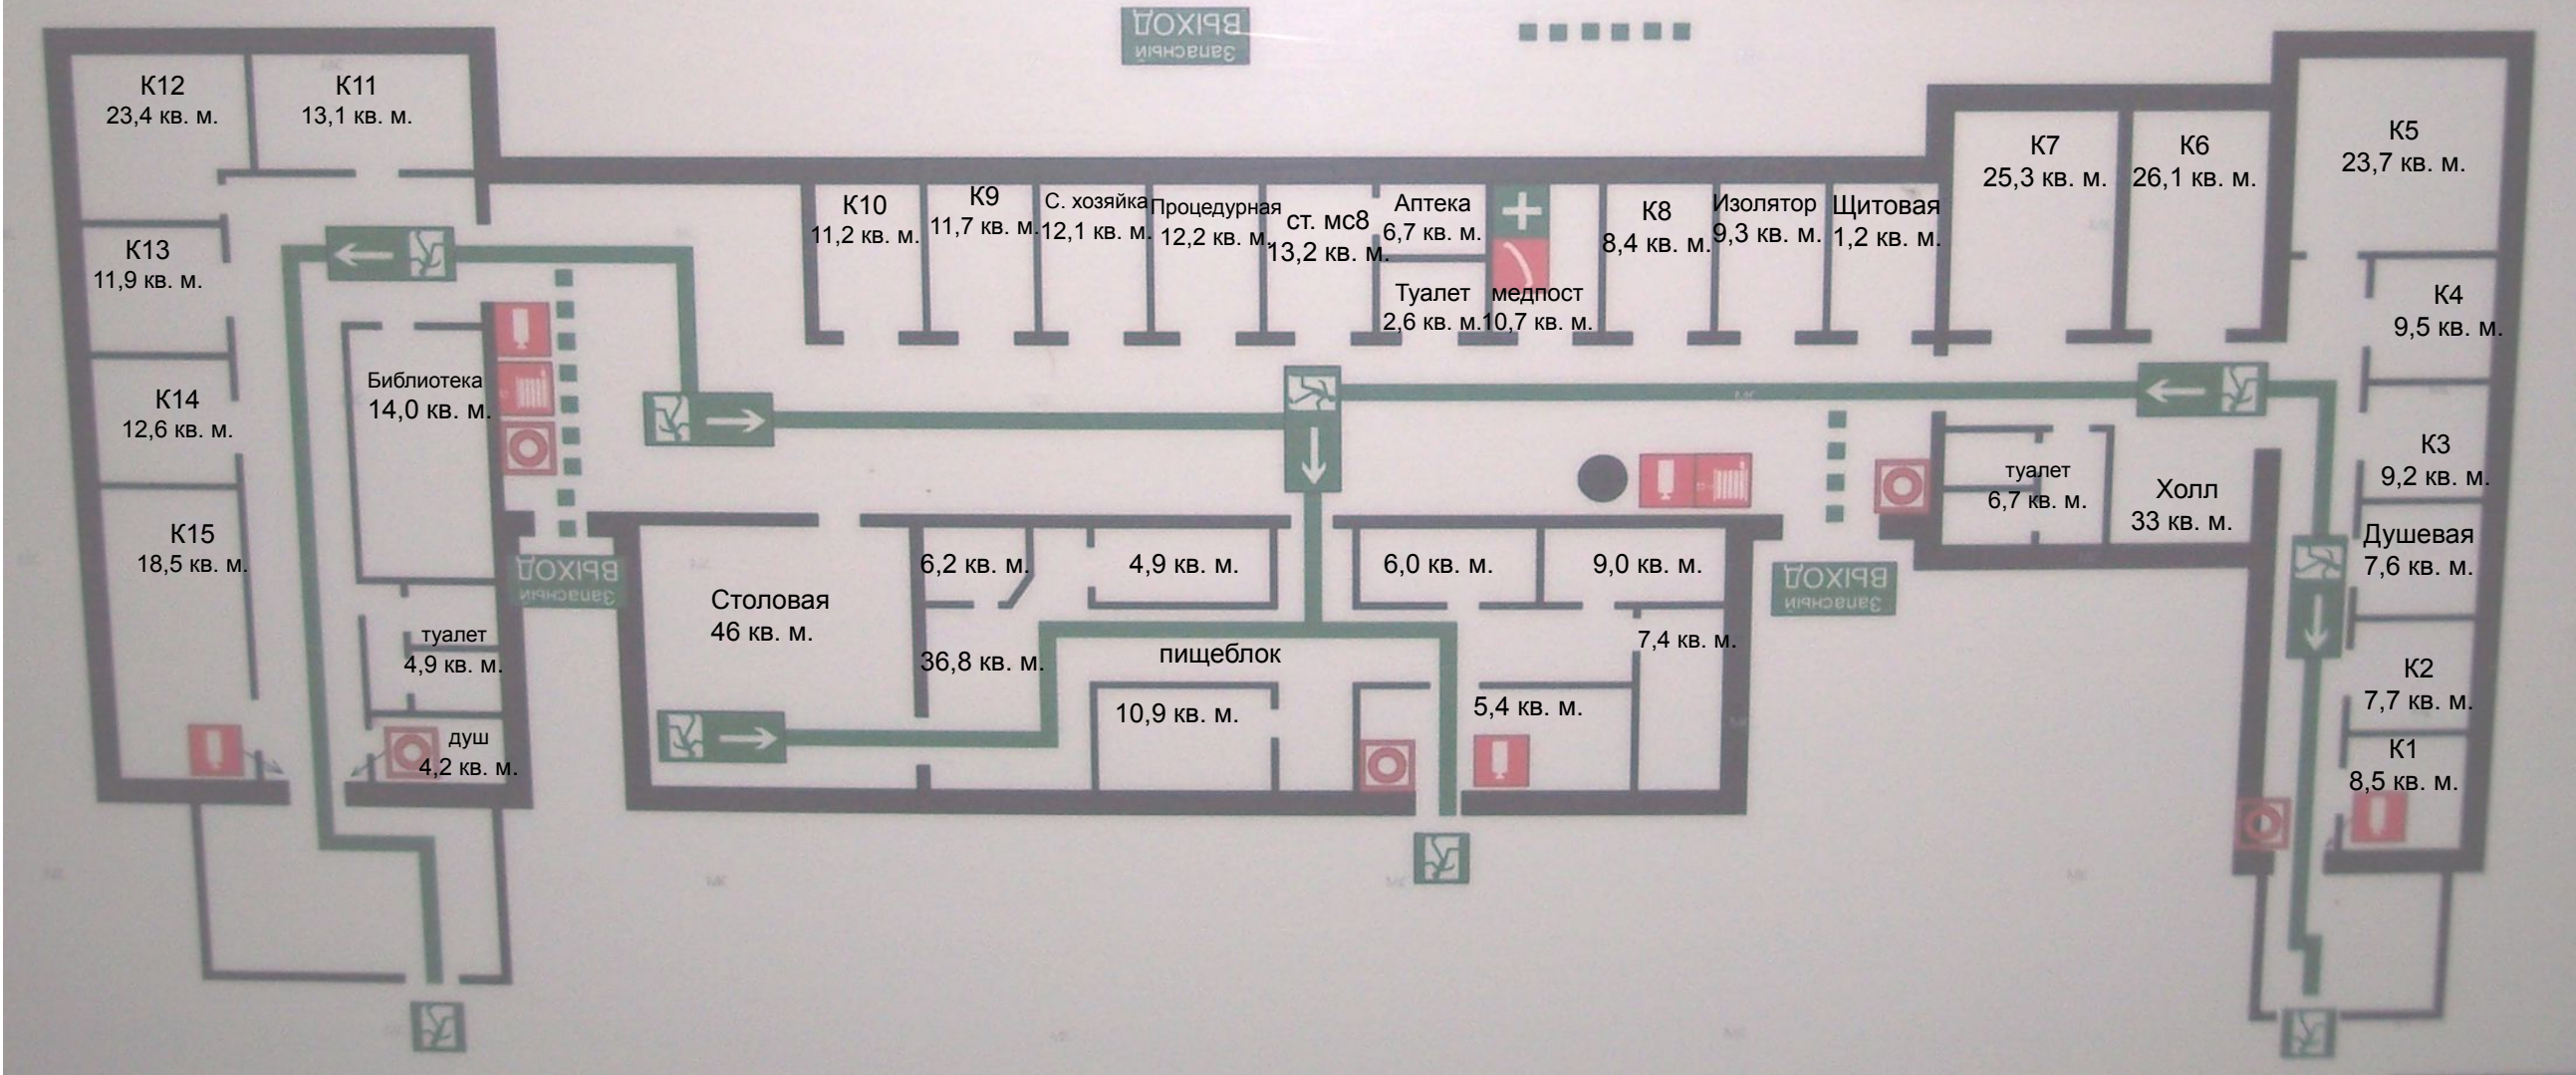 ВЫХОД
Запасный
К12
23,4 кв. м.
К11
13,1 кв. м.
К7
25,3 кв. м.
К6
26,1 кв. м.
К5
23,7 кв. м.
К10
11,2 кв. м.
К9
11,7 кв. м.
С. хозяйка
12,1 кв. м.
Процедурная
12,2 кв. м.
ст. мс8
13,2 кв. м.
Аптека
6,7 кв. м.
Туалет
2,6 кв. м.
медпост
10,7 кв. м.
К8
8,4 кв. м.
Изолятор
9,3 кв. м.
Щитовая
1,2 кв. м.
К13
11,9 кв. м.
К4
9,5 кв. м.
К14
12,6 кв. м.
Библиотека
14,0 кв. м.
К3
9,2 кв. м.
туалет
6,7 кв. м.
Холл
33 кв. м.
К15
18,5 кв. м.
ВЫХОД
Запасный
Столовая
46 кв. м.
6,2 кв. м.
4,9 кв. м.
6,0 кв. м.
9,0 кв. м.
ВЫХОД
Запасный
Душевая
7,6 кв. м.
туалет
4,9 кв. м.
36,8 кв. м.
пищеблок
7,4 кв. м.
10,9 кв. м.
5,4 кв. м.
К2
7,7 кв. м.
душ
4,2 кв. м.
К1
8,5 кв. м.